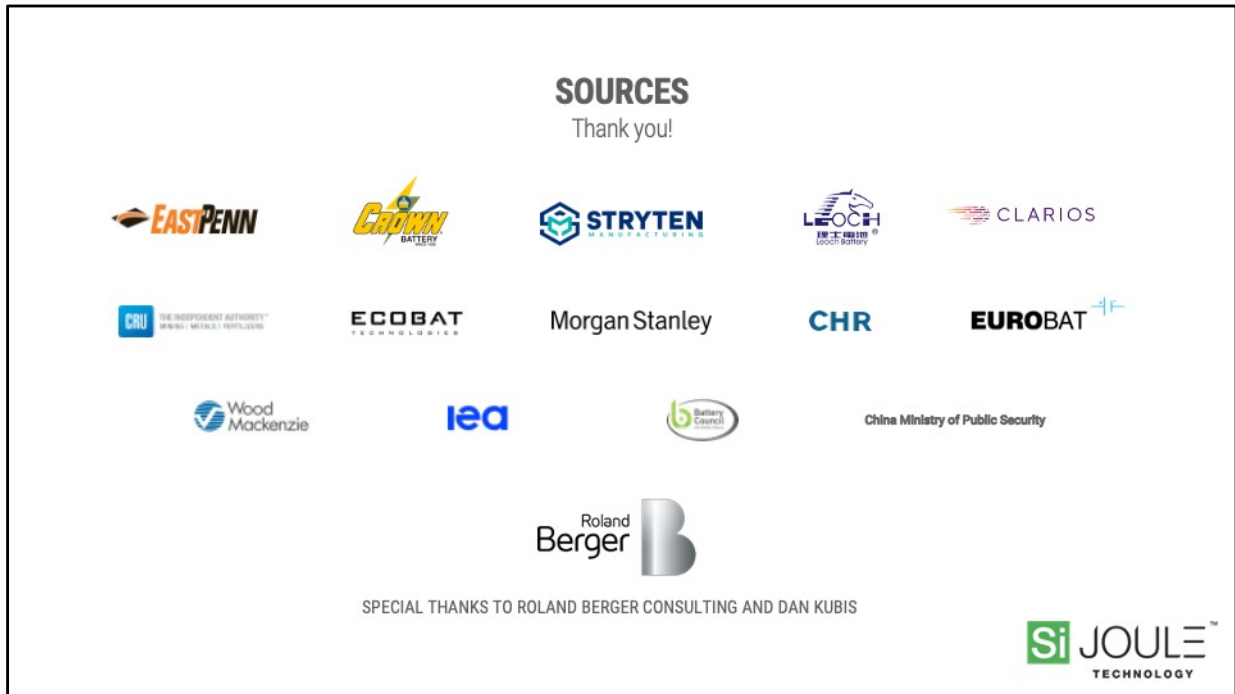 SOURCES
Thank you!
EASTPENN
CROWN
BATTERY
STRYTEN
MANUFACTURING
LEOCH
理士電池®
Leoch Battery
CLARIOS
CRU
THE INDEPENDENT AUTHORITY™
MINING | METALS | FERTILIZERS
ECOBAT
TECHNOLOGIES
Morgan Stanley
CHR
EUROBAT
Wood
Mackenzie
iea
Battery
Council
China Ministry of Public Security
Roland
Berger
B
SPECIAL THANKS TO ROLAND BERGER CONSULTING AND DAN KUBIS
Si JOULE™
TECHNOLOGY